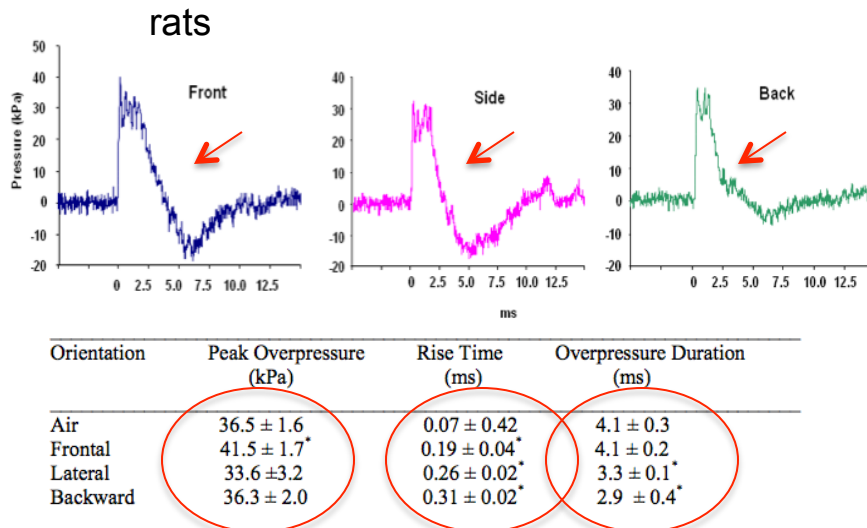 rats
Front
Side
Back
Pressure (kPa)
50
40
30
20
10
0
-10
-20
0 2.5 5.0 7.5 10.0 12.5
40
30
20
10
0
-10
-20
0 2.5 5.0 7.5 10.0 12.5
40
30
20
10
0
-10
-20
0 2.5 5.0 7.5 10.0 12.5
ms
Orientation Peak Overpressure Rise Time Overpressure Duration
(kPa) (ms) (ms)
Air 36.5 ± 1.6 0.07 ± 0.42 4.1 ± 0.3
Frontal 41.5 ± 1.7* 0.19 ± 0.04* 4.1 ± 0.2
Lateral 33.6 ±3.2 0.26 ± 0.02* 3.3 ± 0.1*
Backward 36.3 ± 2.0 0.31 ± 0.02* 2.9 ± 0.4*